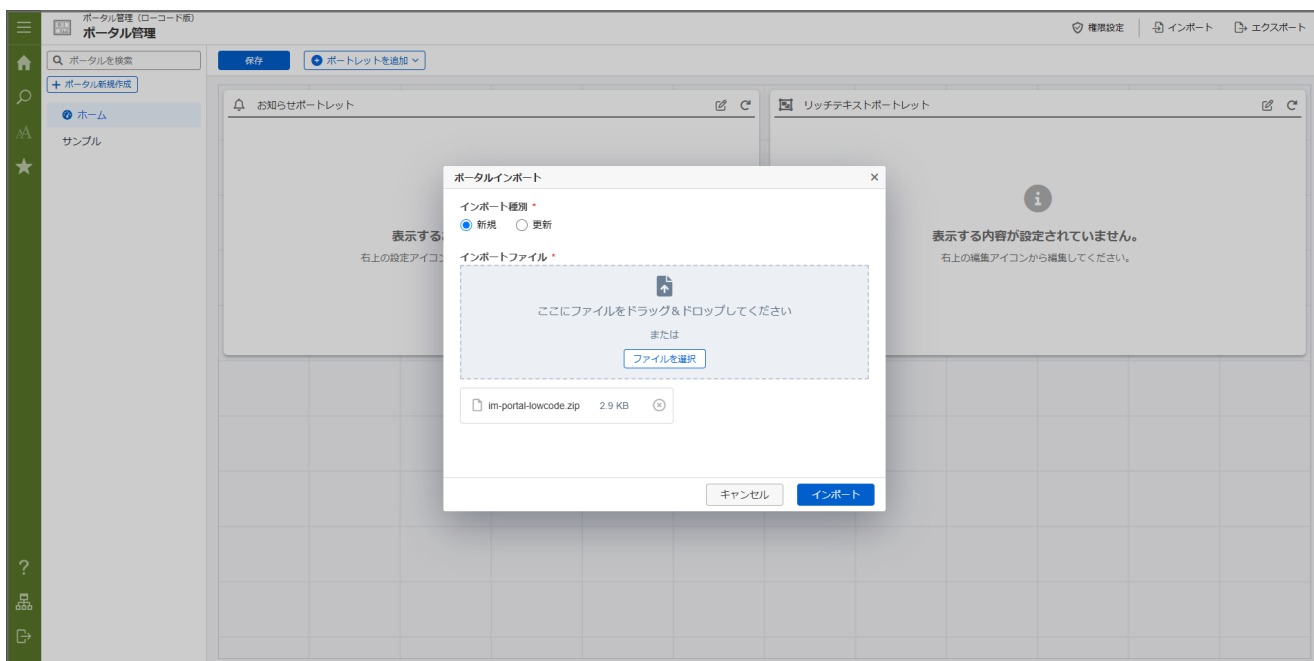 ポータル管理（ローコード版）
ポータル管理
権限設定
インポート
エクスポート
ポータルを検索
保存
ポートレットを追加
ポータル新規作成
ホーム
サンプル
お知らせポートレット
リッチテキストポートレット
ポータルインポート
インポート種別 *
新規
更新
インポートファイル *
ここにファイルをドラッグ＆ドロップしてください
または
ファイルを選択
im-portal-lowcode.zip 2.9 KB
キャンセル
インポート
表示する
右上の設定アイコ
表示する内容が設定されていません。
右上の編集アイコンから編集してください。